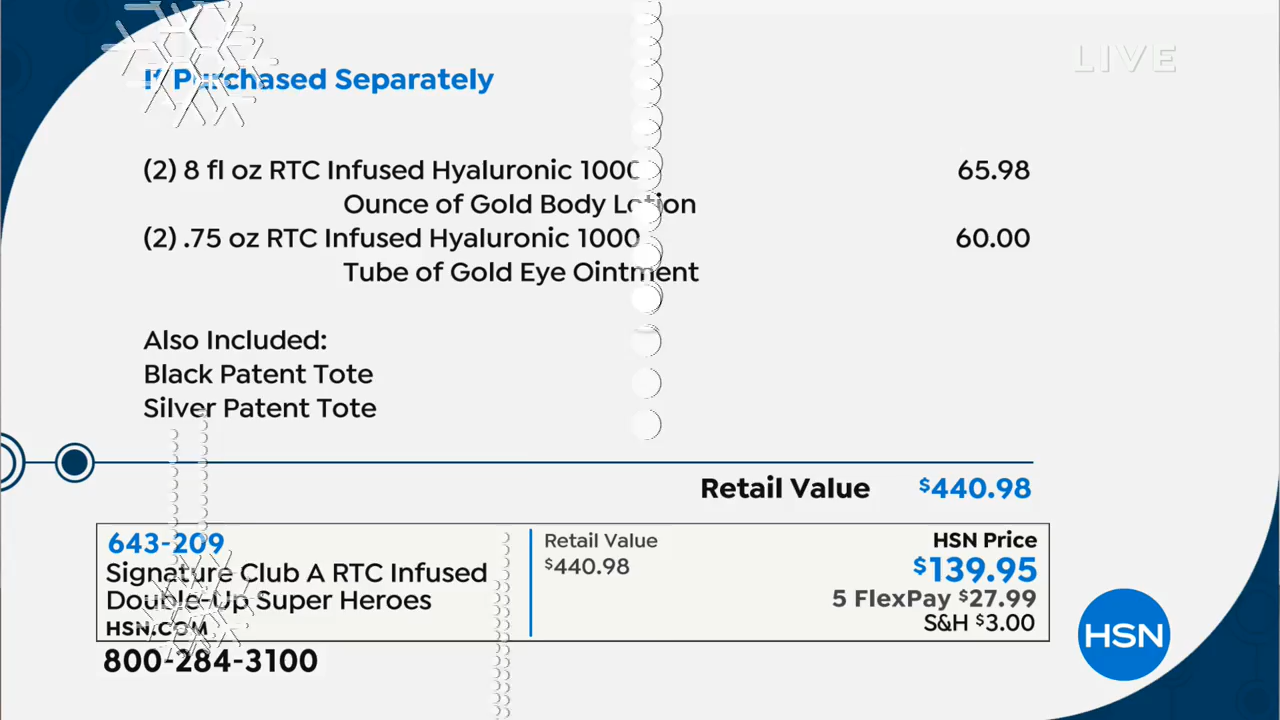 LIVE
If Purchased Separately
(2) 8 fl oz RTC Infused Hyaluronic 1000 65.98
Ounce of Gold Body Lotion
(2) .75 oz RTC Infused Hyaluronic 1000 60.00
Tube of Gold Eye Ointment
Also Included:
Black Patent Tote
Silver Patent Tote
Retail Value $440.98
643-209
Signature Club A RTC Infused
Double-Up Super Heroes
HSN.COM
Retail Value
$440.98
HSN Price
$139.95
5 FlexPay $27.99
S&H $3.00
800-284-3100
HSN